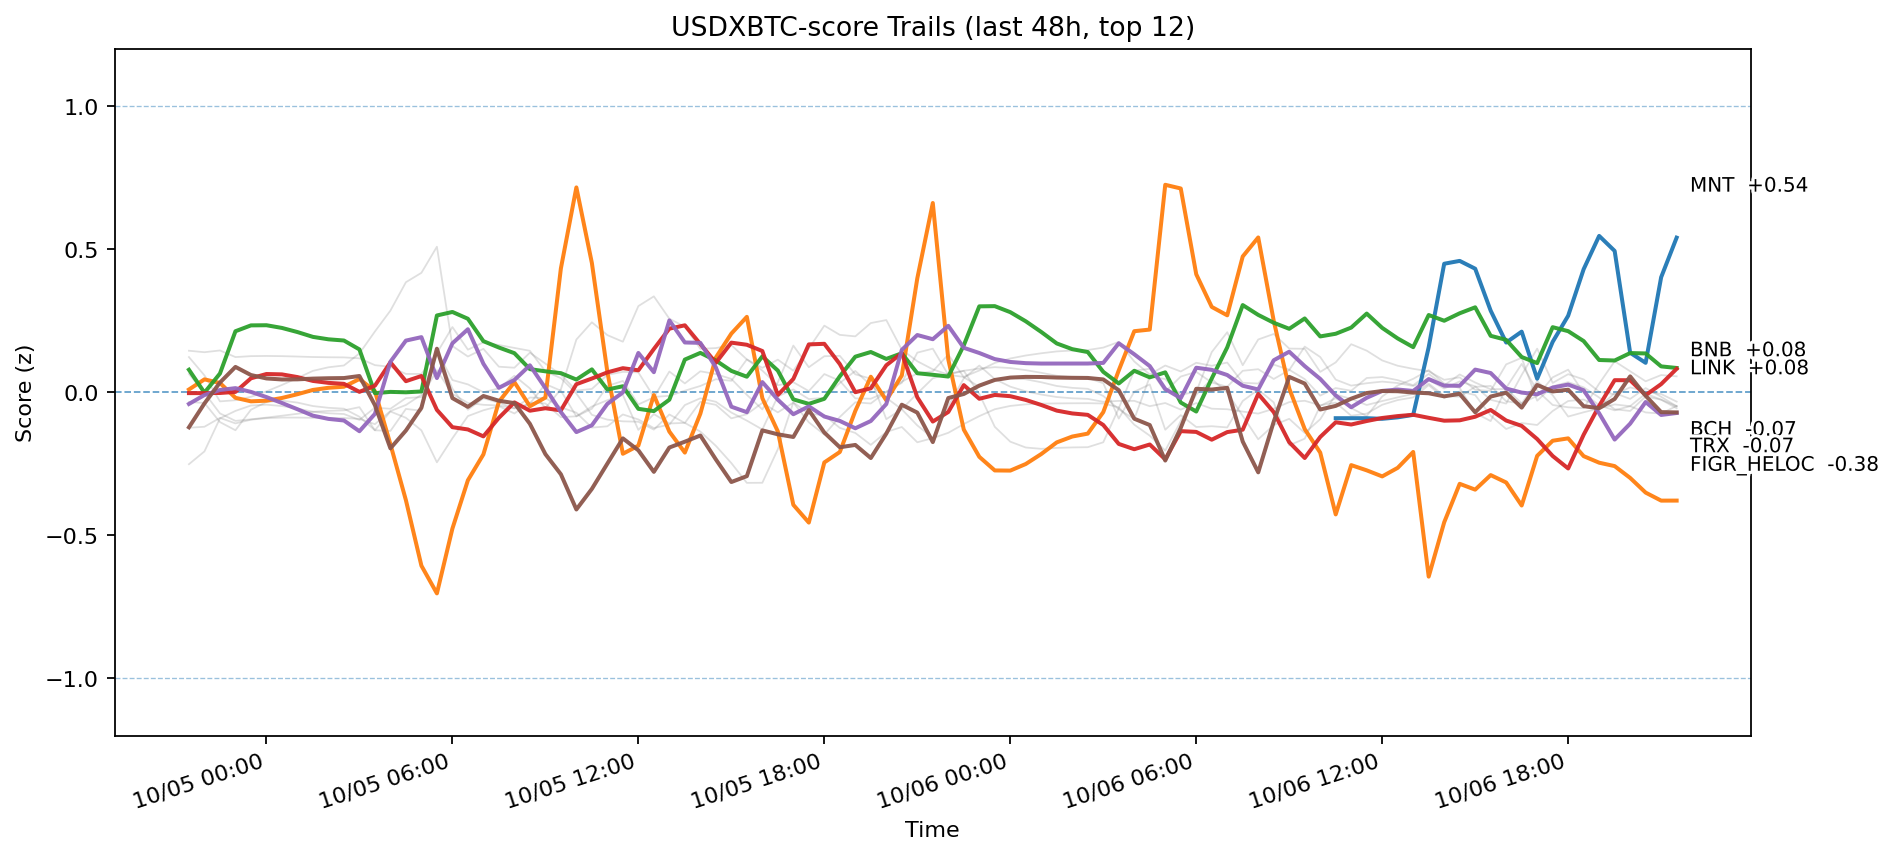 USDXBTC-score Trails (last 48h, top 12)
Score (z)
1.0
0.5
0.0
−0.5
−1.0
MNT +0.54
BNB +0.08
LINK +0.08
BCH -0.07
TRX -0.07
FIGR_HELOC -0.38
10/05 00:00
10/05 06:00
10/05 12:00
10/05 18:00
10/06 00:00
10/06 06:00
10/06 12:00
10/06 18:00
Time